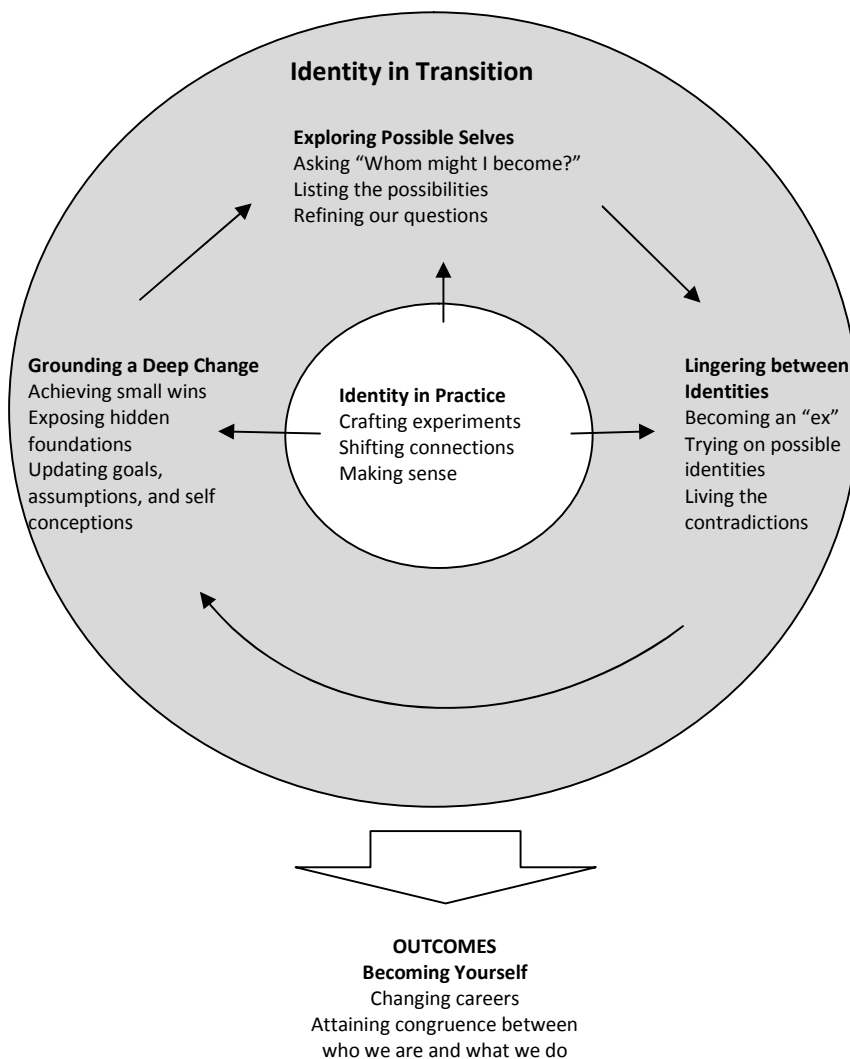 Identity in Transition
Exploring Possible Selves
Asking “Whom might I become?”
Listing the possibilities
Refining our questions
Grounding a Deep Change
Achieving small wins
Exposing hidden
foundations
Updating goals,
assumptions, and self
conceptions
Identity in Practice
Crafting experiments
Shifting connections
Making sense
Lingering between
Identities
Becoming an “ex”
Trying on possible
identities
Living the
contradictions
OUTCOMES
Becoming Yourself
Changing careers
Attaining congruence between
who we are and what we do